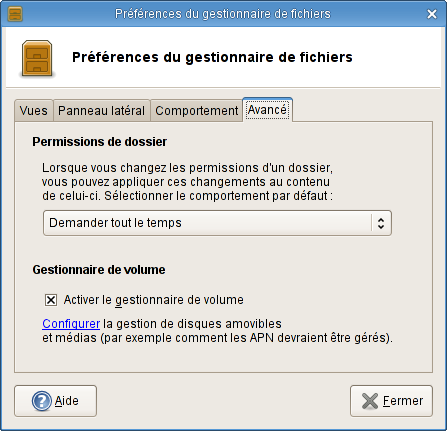 Préférences du gestionnaire de fichiers
Préférences du gestionnaire de fichiers
Vues Panneau latéral Comportement Avancé
Permissions de dossier
Lorsque vous changez les permissions d'un dossier,
vous pouvez appliquer ces changements au contenu
de celui-ci. Sélectionner le comportement par défaut :
Demander tout le temps
Gestionnaire de volume
Activer le gestionnaire de volume
Configurer la gestion de disques amovibles
et médias (par exemple comment les APN devraient être gérés).
Aide Fermer